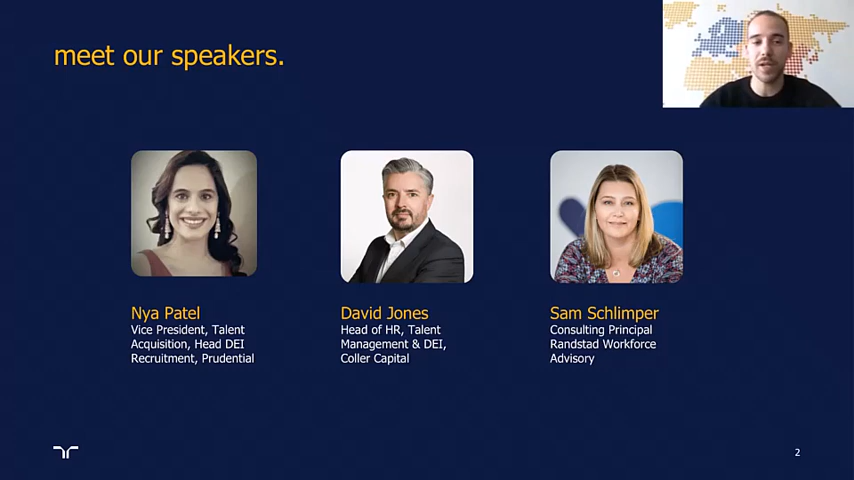 meet our speakers.
Nya Patel
Vice President, Talent
Acquisition, Head DEI
Recruitment, Prudential
David Jones
Head of HR, Talent
Management & DEI,
Coller Capital
Sam Schlimper
Consulting Principal
Randstad Workforce
Advisory
2